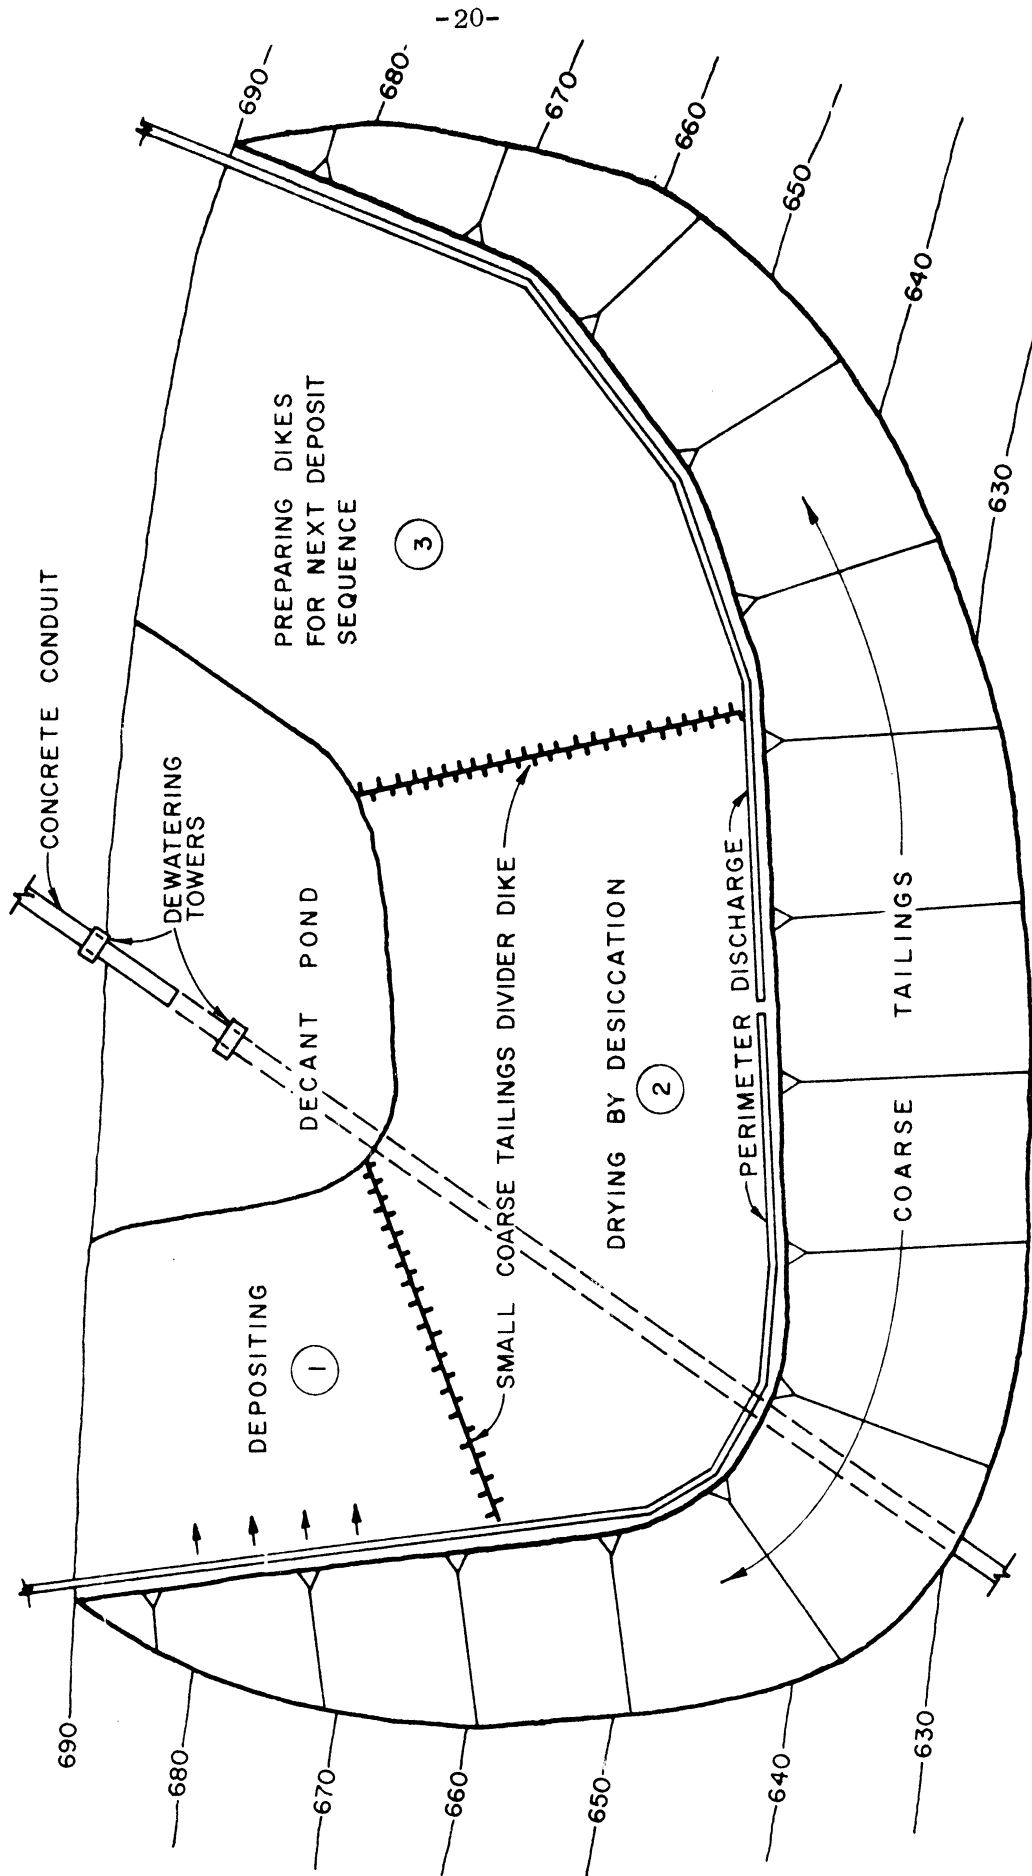 -20-
CONCRETE CONDUIT
DEWATERING
TOWERS
DECANT POND
DEPOSITING
1
SMALL COARSE TAILINGS DIVIDER DIKE
DRYING BY DESICCATION
2
PREPARING DIKES
FOR NEXT DEPOSIT
SEQUENCE
3
PERIMETER DISCHARGE
COARSE TAILINGS
690
680
670
660
650
640
630
690
680
670
660
650
640
630